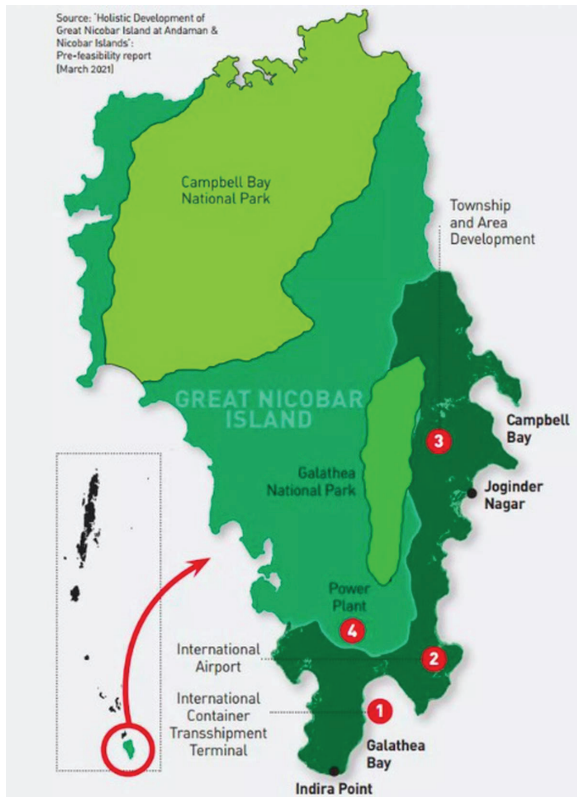 Source: 'Holistic Development of
Great Nicobar Island at Andaman &
Nicobar Islands':
Pre-feasibility report
(March 2021)
Campbell Bay
National Park
Township
and Area
Development
GREAT NICOBAR
ISLAND
Campbell
Bay
3
Galathea
National Park
Joginder
Nagar
Power
Plant
4
International
Airport
2
International
Container
Transshipment
Terminal
1
Galathea
Bay
Indira Point